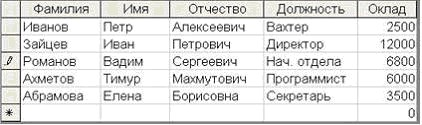 Фамилия Имя Отчество Должность Оклад
Иванов Петр Алексеевич Вахтер 2500
Зайцев Иван Петрович Директор 12000
Романов Вадим Сергеевич Нач. отдела 6800
Ахметов Тимур Махмутович Программист 6000
Абрамова Елена Борисовна Секретарь 3500
0